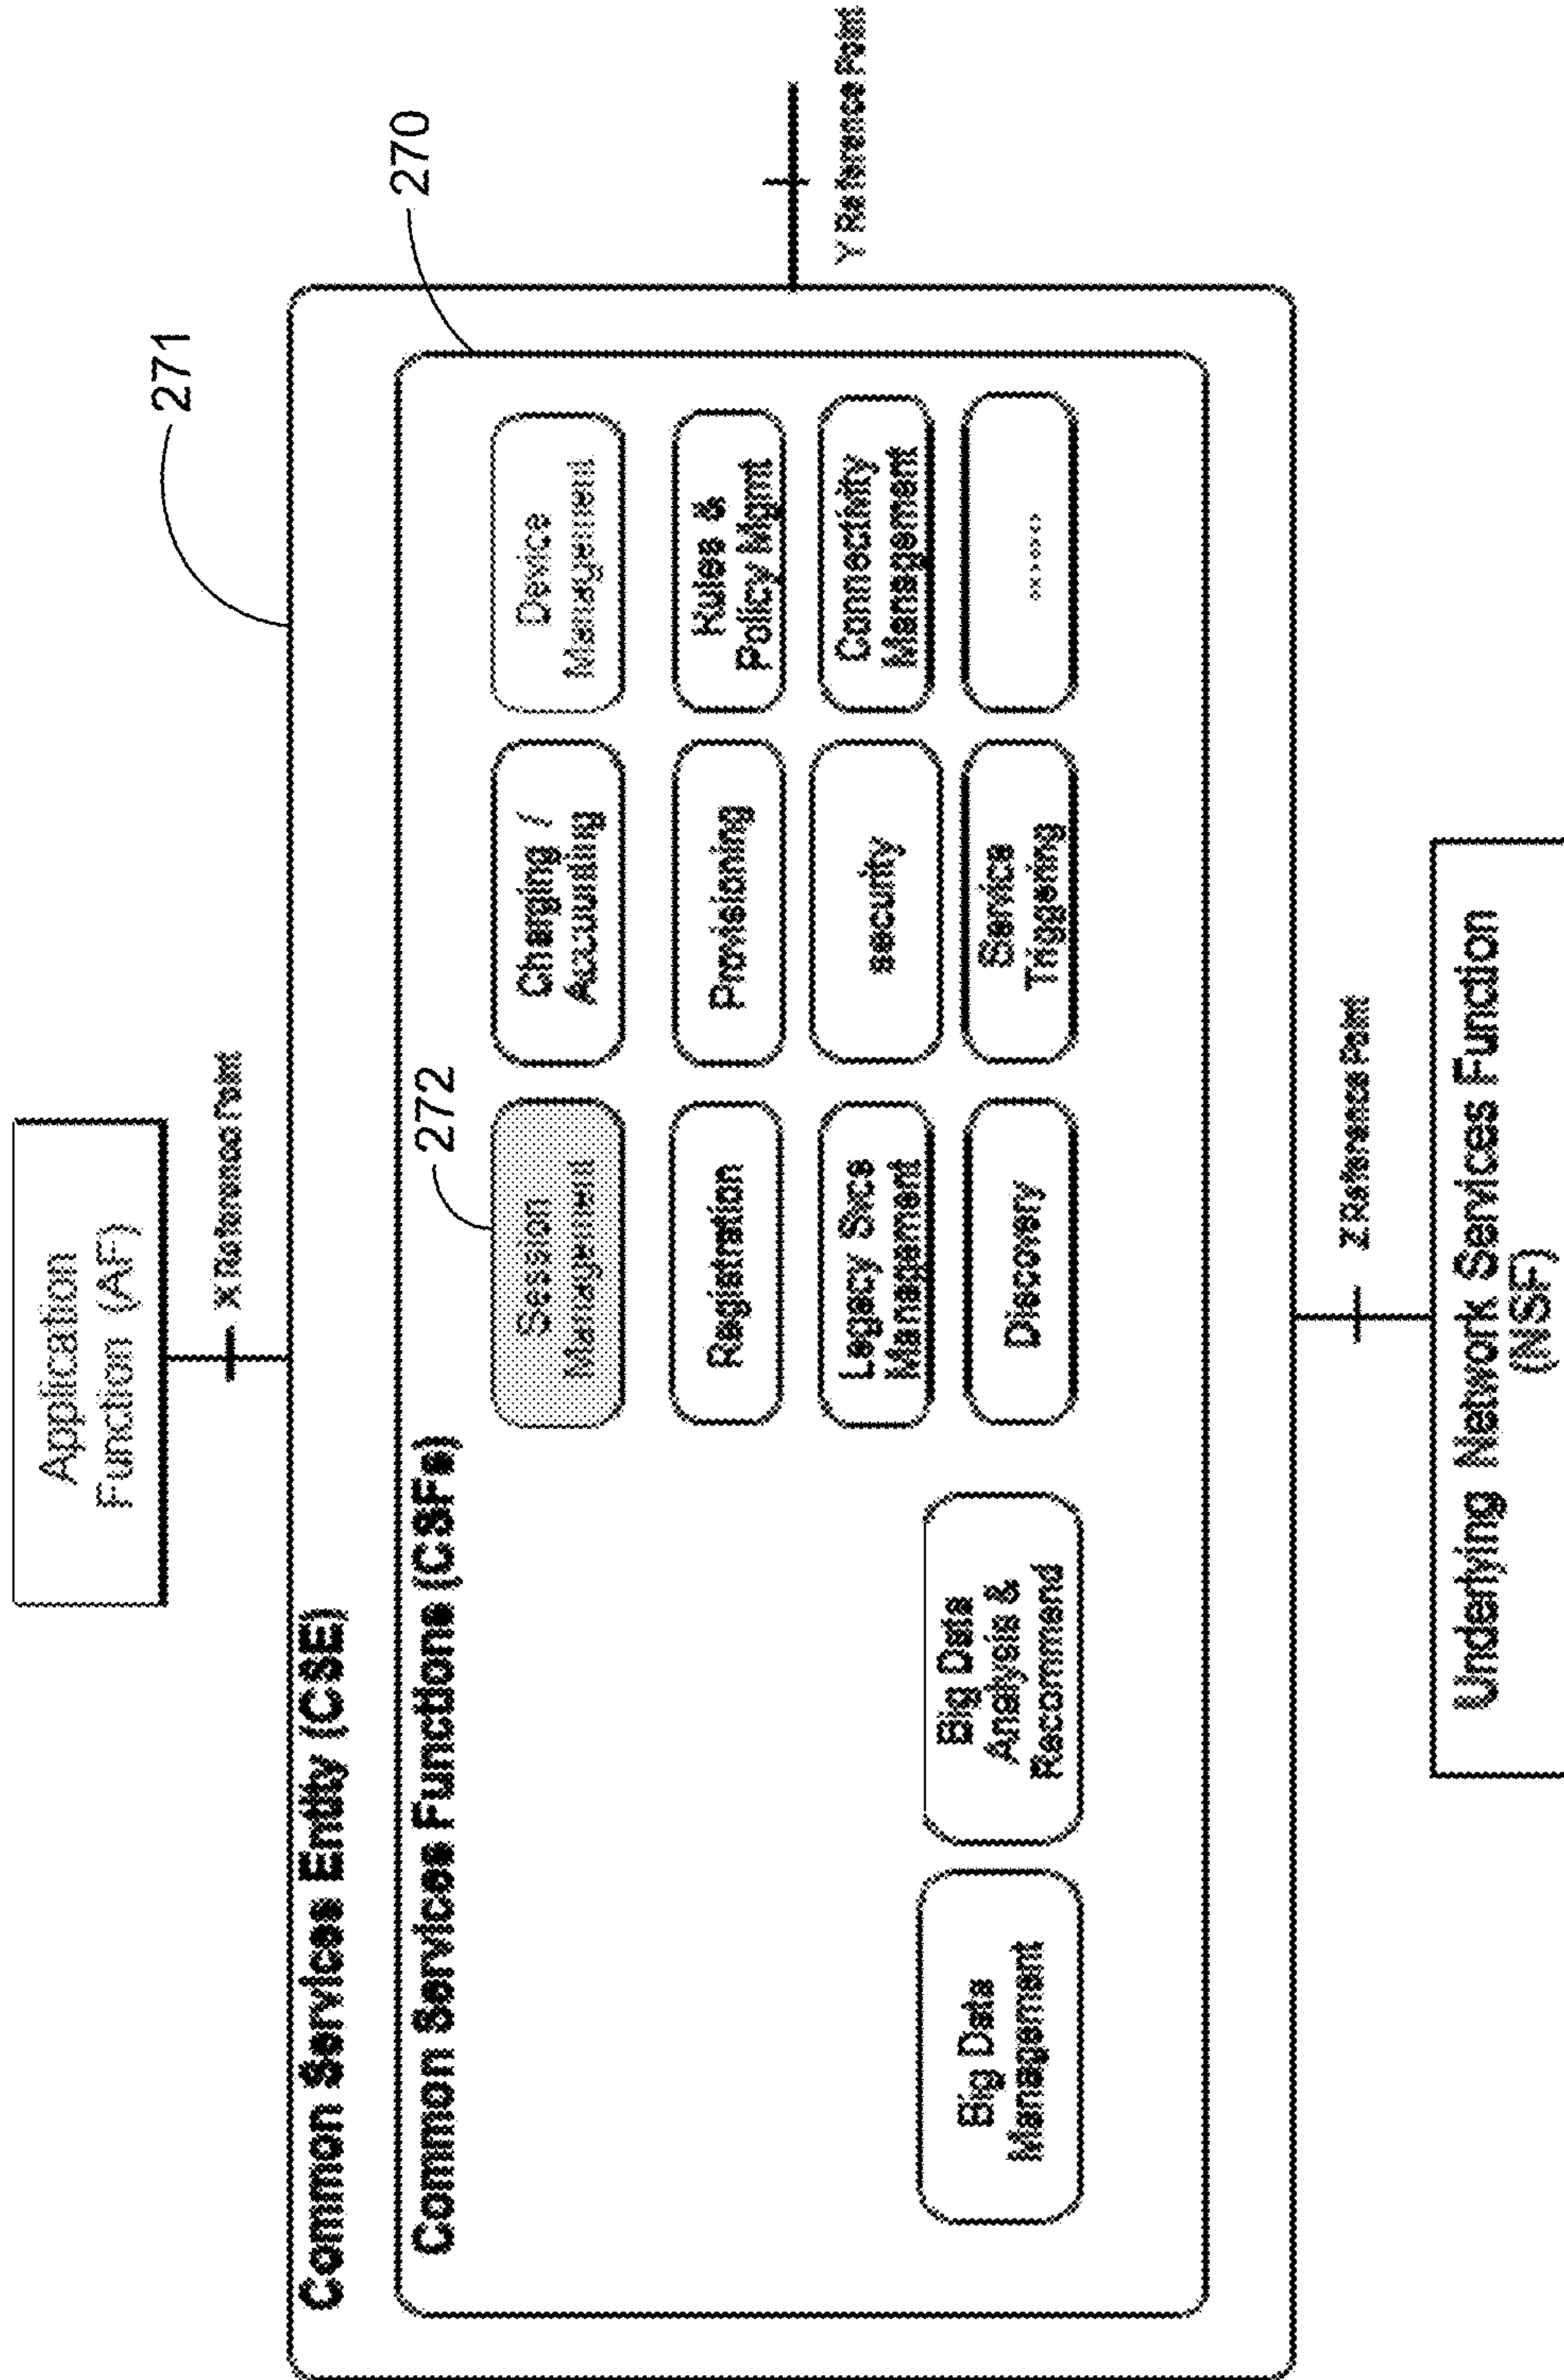 Application
Function (AF)
X Reference Point
271
Common Services Entity (CSE)
270
Common Services Functions (CSFs)
272
Session
Management
Charging /
Accounting
Device
Management
Registration
Provisioning
Rules &
Policy Mgmt
Legacy Svcs
Management
security
Connectivity
Management
Big Data
Management
Big Data
Analysis &
Recommend
Discovery
Service
Triggering
.......
Y Reference Point
Z Reference Point
Underlying Network Services Function
(NSF)